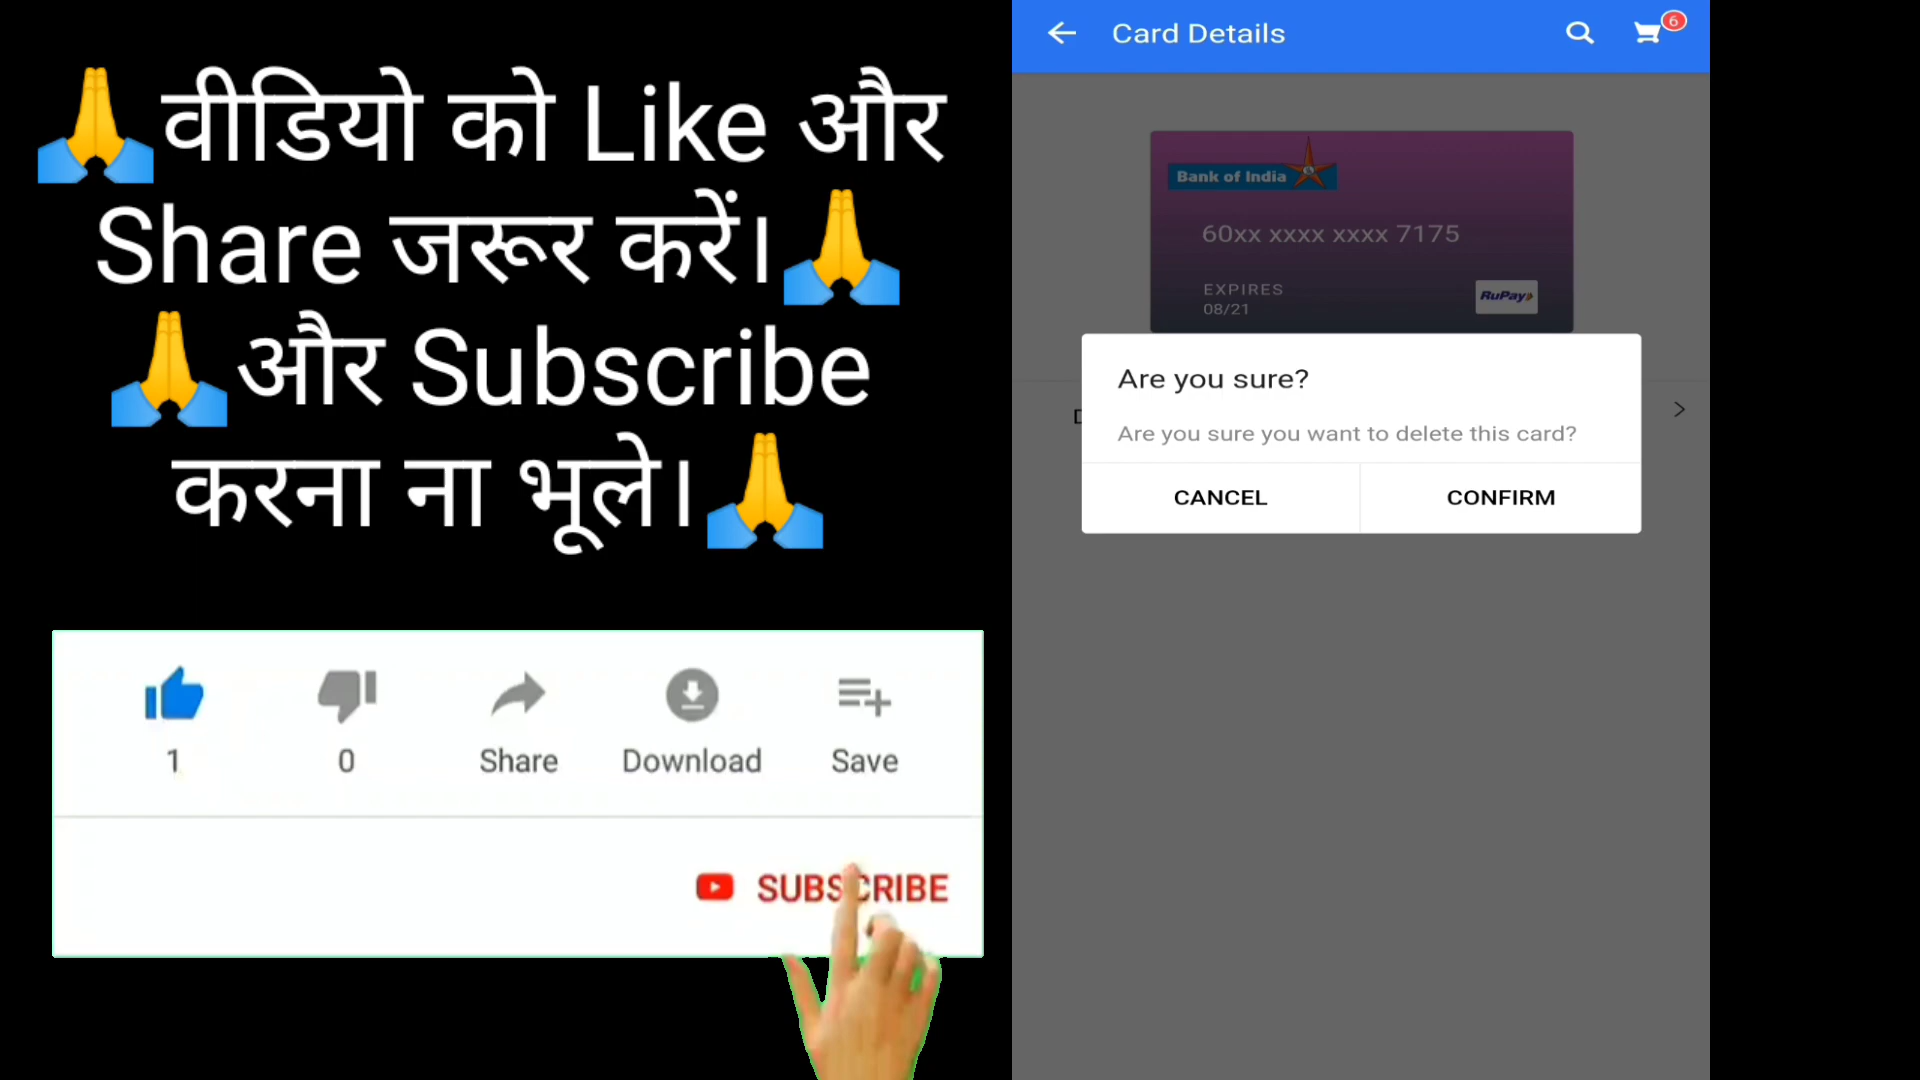 🙏वीडियो को Like और
Share जरूर करें।🙏
🙏और Subscribe
करना ना भूले।🙏
1
0
Share
Download
Save
SUBSCRIBE
Card Details
6
Bank of India
60xx xxxx xxxx 7175
EXPIRES
08/21
RuPay
Are you sure?
Are you sure you want to delete this card?
CANCEL
CONFIRM